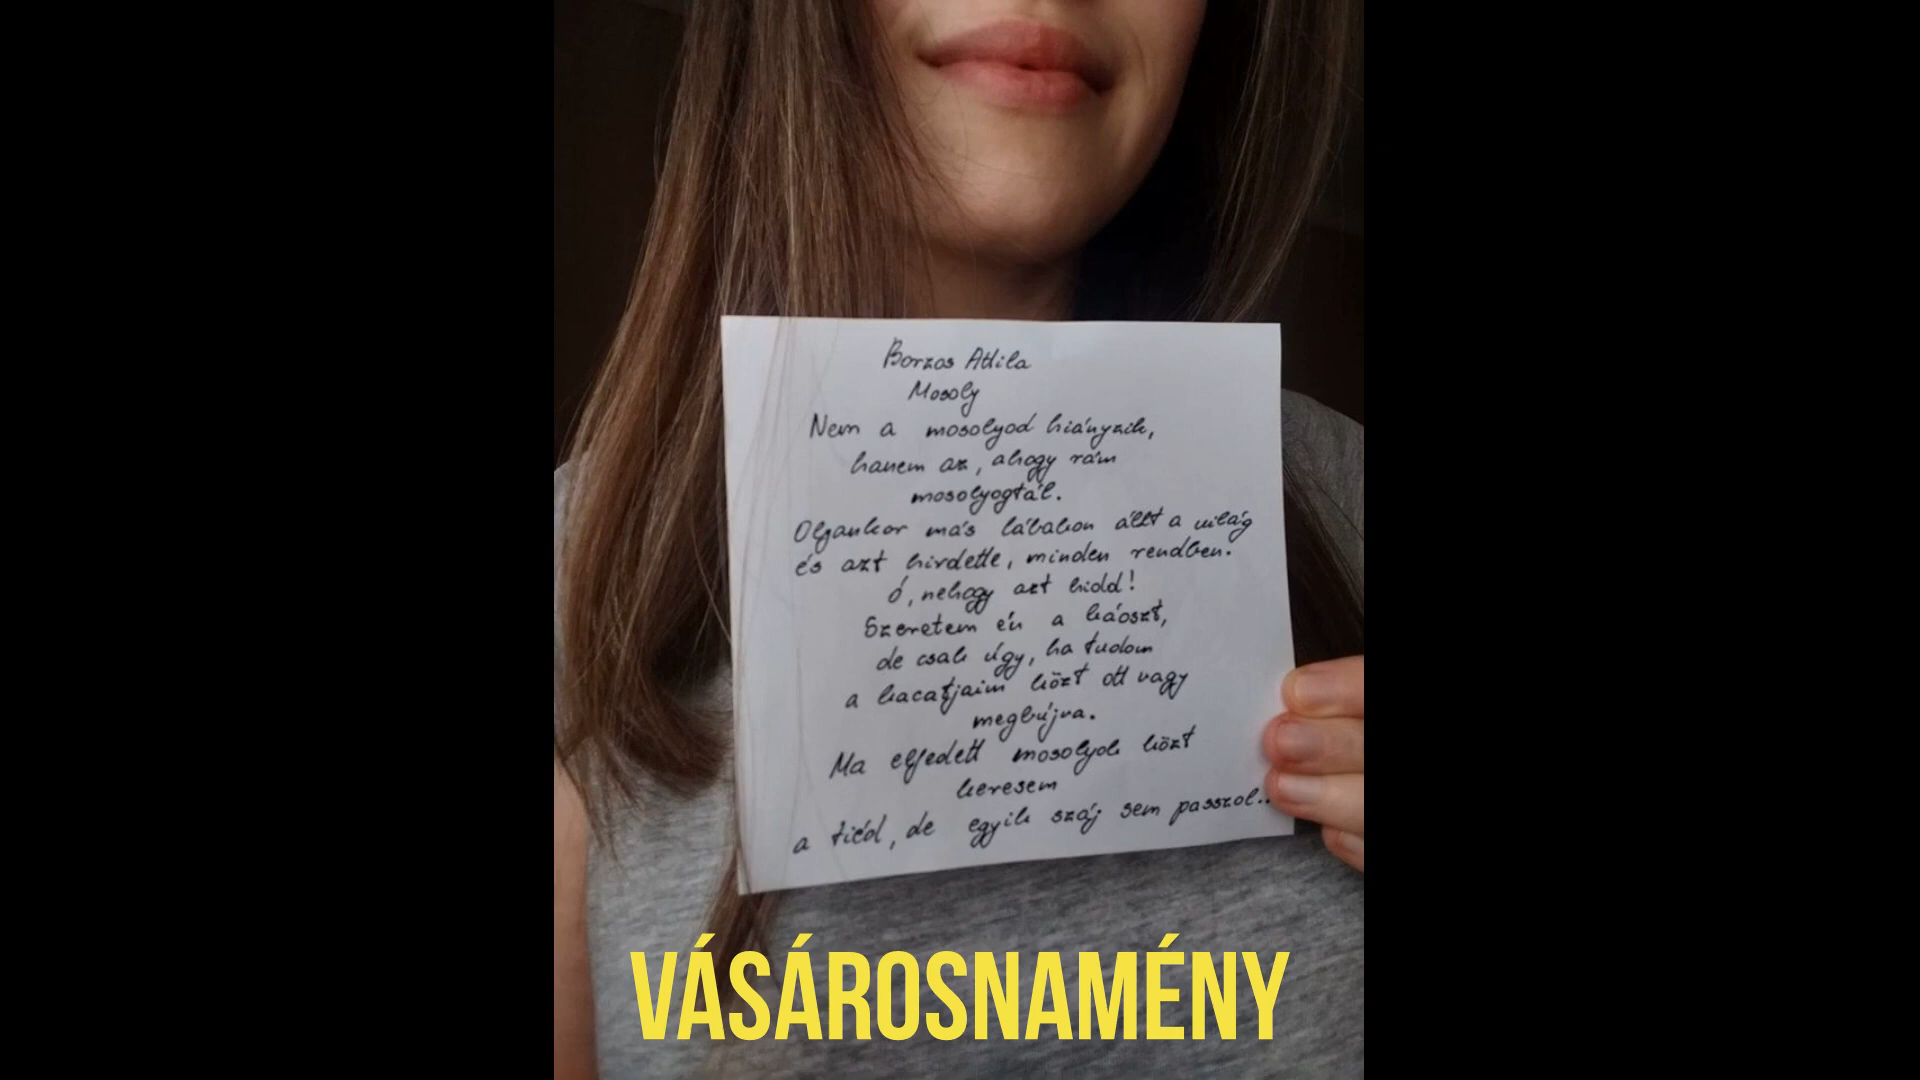 Borzos Attila
Mosoly
Nem a mosolyod hiányzik,
hanem az, ahogy rám
mosolyogtál.
Olyankor más lábakon állt a világ
és azt hirdette, minden rendben.
Ó, nehogy azt hidd!
Szeretem én a káoszt,
de csak úgy, ha tudom
a kacatjaim közt ott vagy
megbújva.
Ma elfedett mosolyok közt
keresem
a tiéd, de egyik száj sem passzol..
VÁSÁROSNAMÉNY